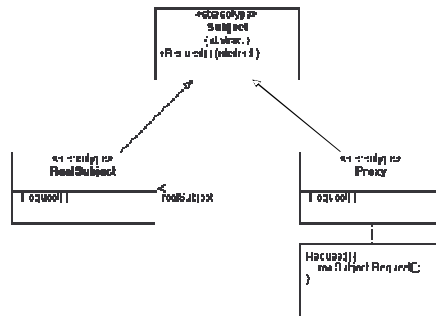 «stereotype»
Subject
{abstract}
+Request() {abstract}
«stereotype»
RealSubject
Request()
realSubject
«stereotype»
Proxy
Request()
Request(){
realSubject.Request();
}